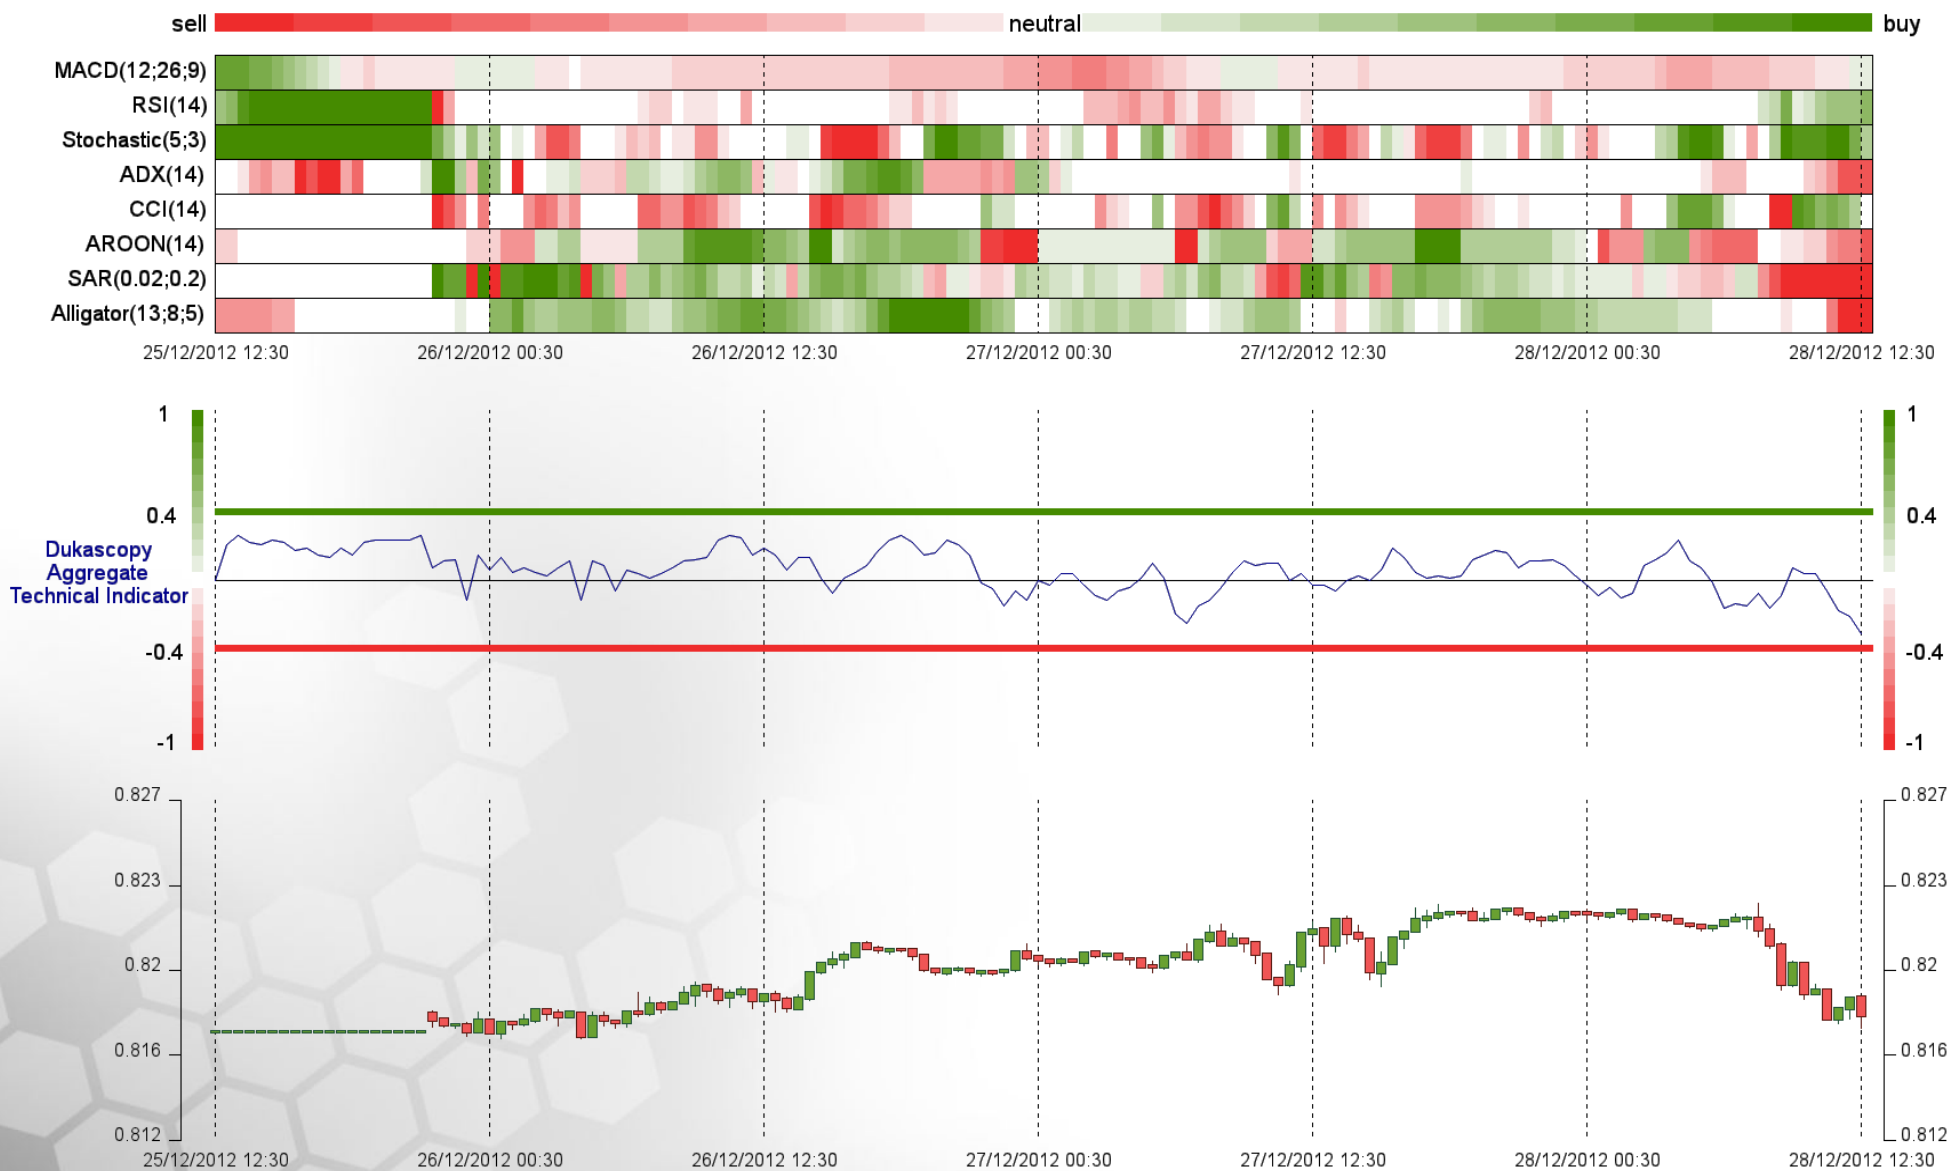 sell neutral buy
MACD(12;26;9)
RSI(14)
Stochastic(5;3)
ADX(14)
CCI(14)
AROON(14)
SAR(0.02;0.2)
Alligator(13;8;5)
25/12/2012 12:30 26/12/2012 00:30 26/12/2012 12:30 27/12/2012 00:30 27/12/2012 12:30 28/12/2012 00:30 28/12/2012 12:30
1 1
0.4 0.4
Dukascopy
Aggregate
Technical Indicator
-0.4 -0.4
-1 -1
0.827 0.827
0.823 0.823
0.82 0.82
0.816 0.816
0.812 0.812
25/12/2012 12:30 26/12/2012 00:30 26/12/2012 12:30 27/12/2012 00:30 27/12/2012 12:30 28/12/2012 00:30 28/12/2012 12:30